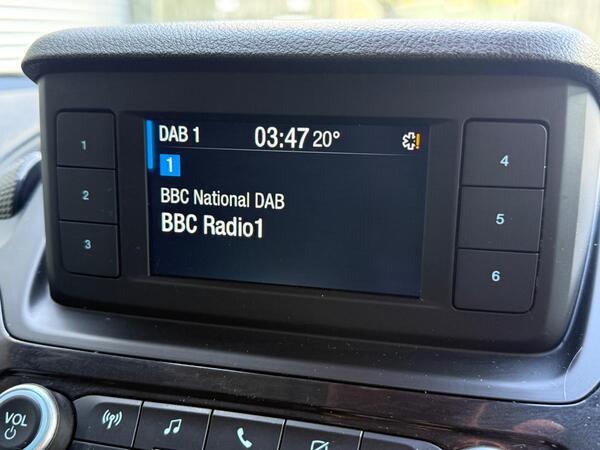 DAB 1 03:47 20°
1
BBC National DAB
BBC Radio1
1
2
3
4
5
6
VOL